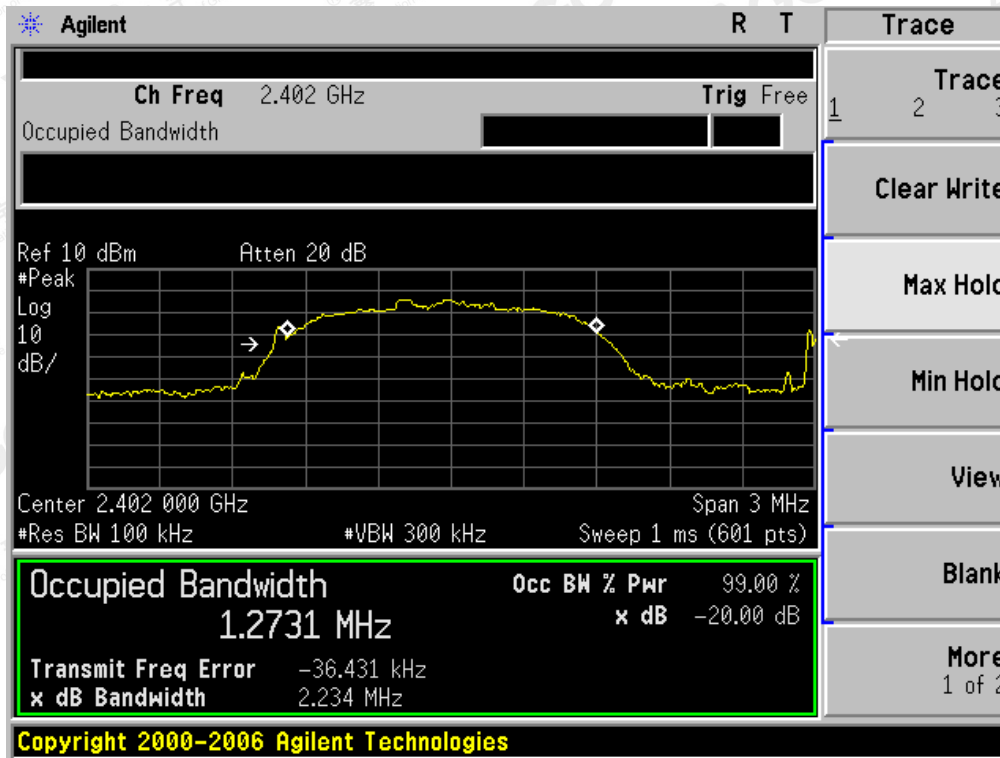 Agilent R T Trace
Ch Freq 2.402 GHz Trig Free
Occupied Bandwidth
Trace
1 2
Clear Write
Max Hold
Min Hold
View
Blank
More
1 of 2
Ref 10 dBm Atten 20 dB
#Peak
Log
10
dB/
Center 2.402 000 GHz Span 3 MHz
#Res BW 100 kHz #VBW 300 kHz Sweep 1 ms (601 pts)
Occupied Bandwidth
1.2731 MHz
Occ BW % Pwr 99.00 %
x dB -20.00 dB
Transmit Freq Error -36.431 kHz
x dB Bandwidth 2.234 MHz
Copyright 2000-2006 Agilent Technologies